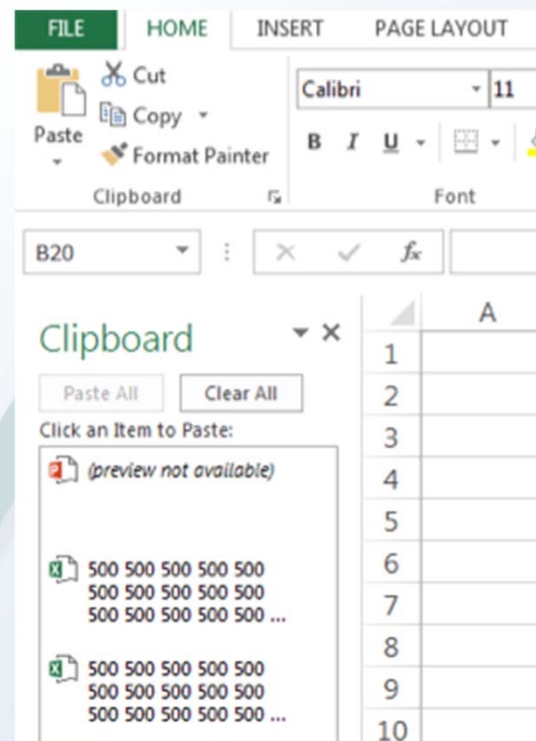 FILE HOME INSERT PAGE LAYOUT
Cut
Copy
Format Painter
Paste
Clipboard
Calibri 11
B I U
Font
B20 fx
Clipboard
Paste All Clear All
Click an Item to Paste:
(preview not available)
500 500 500 500 500
500 500 500 500 500
500 500 500 500 500 ...
500 500 500 500 500
500 500 500 500 500
500 500 500 500 500 ...
A
1
2
3
4
5
6
7
8
9
10